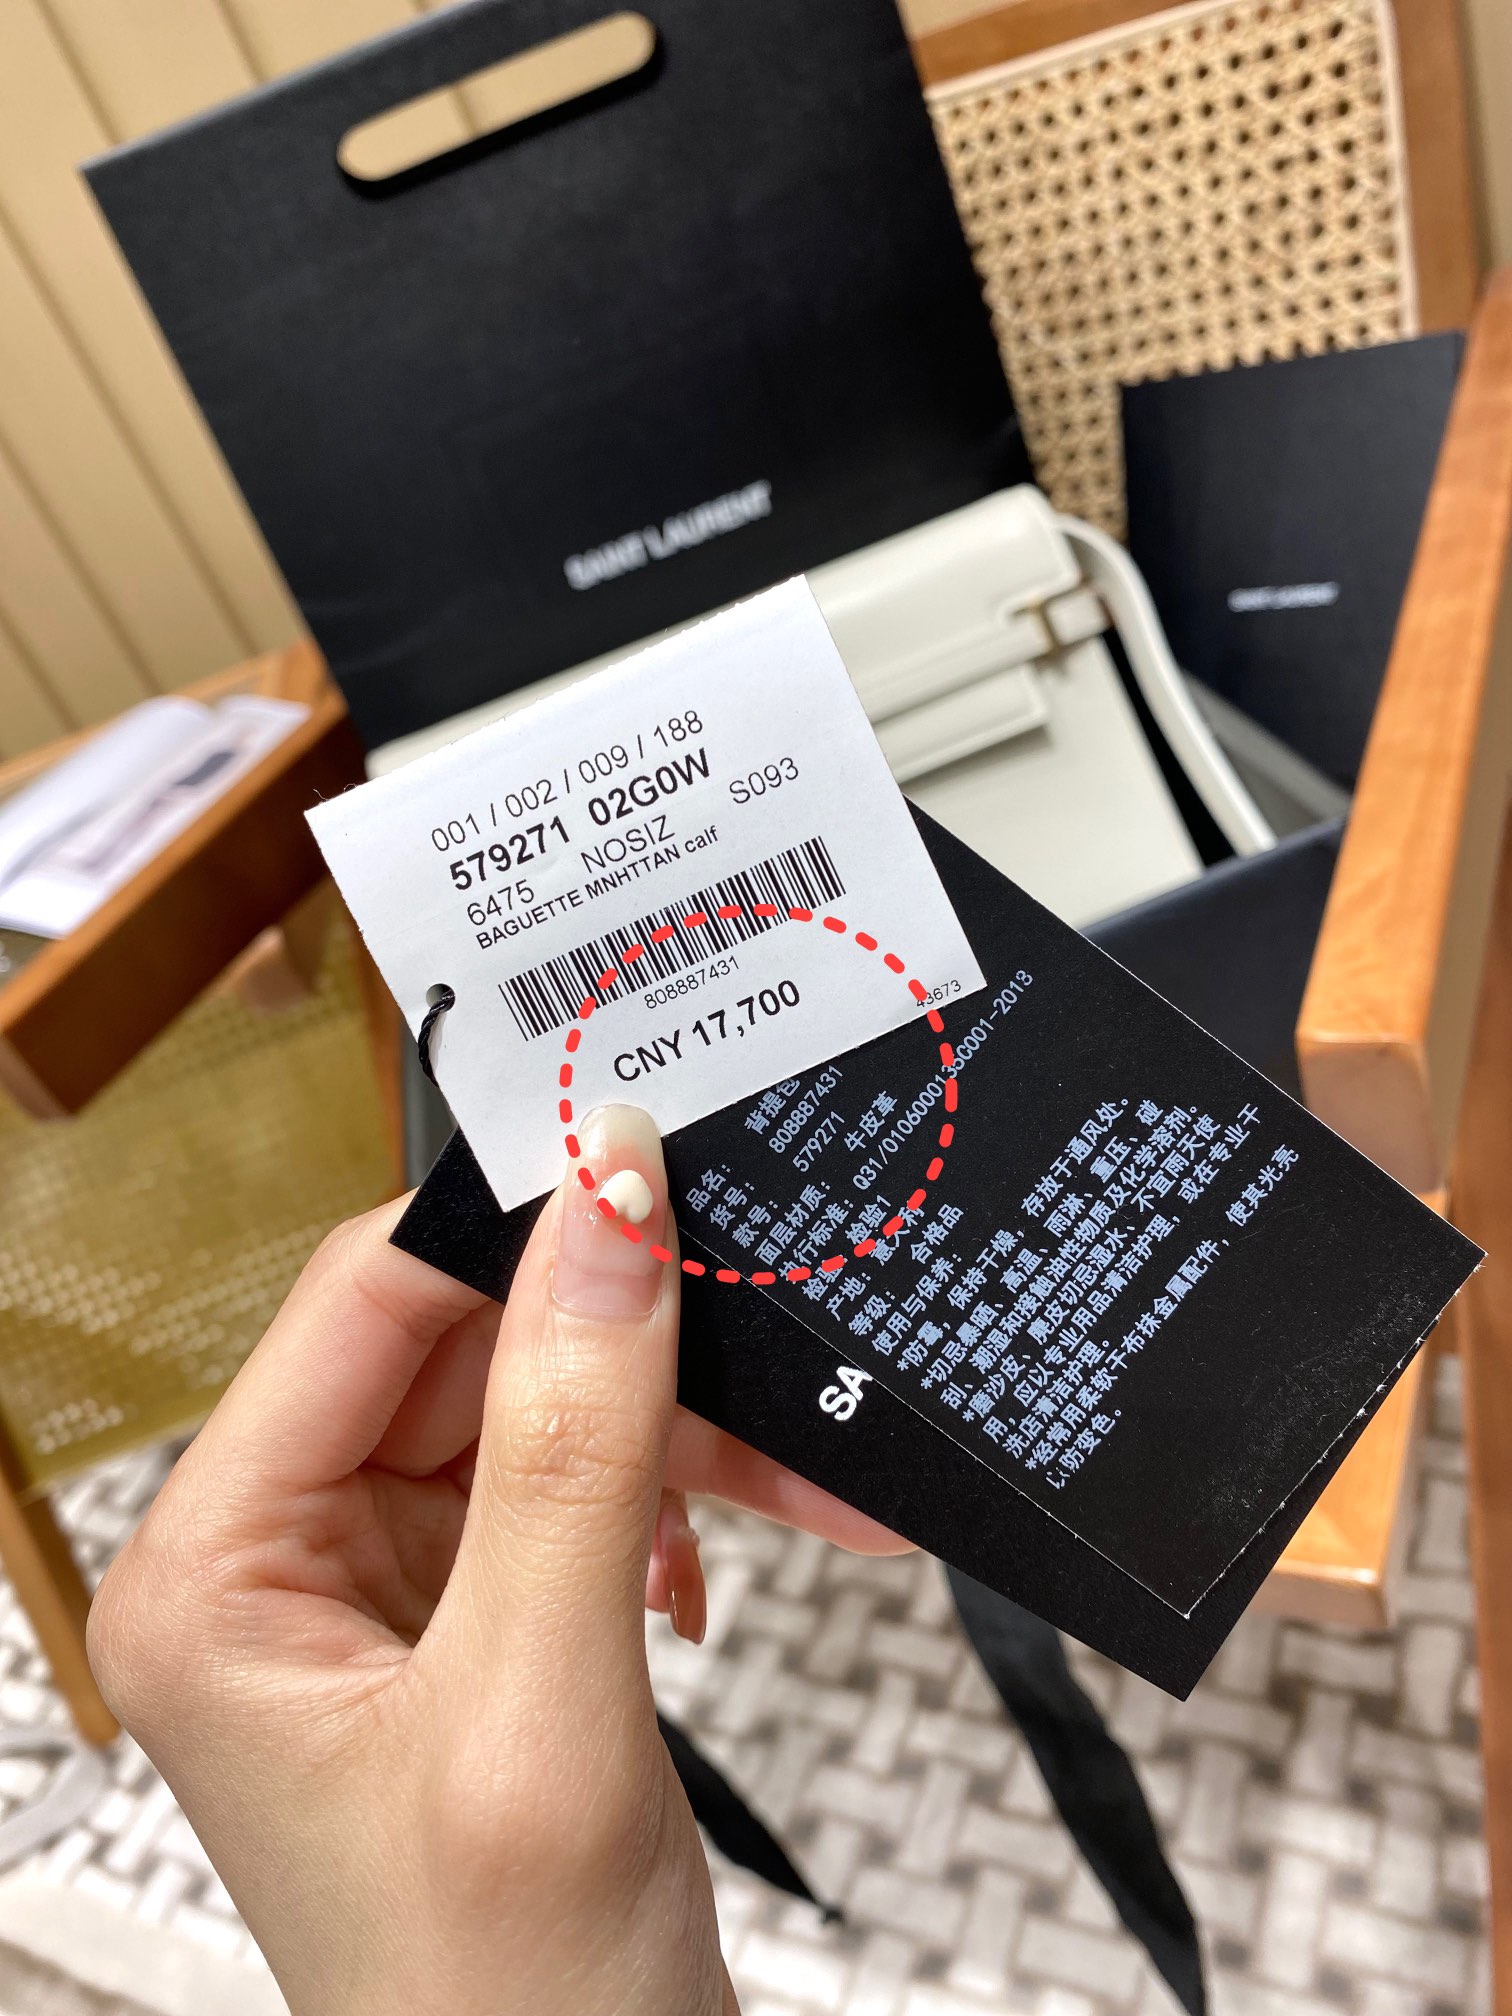 SAINT LAURENT
SAINT LAURENT
001 / 002 / 009 / 188
579271 02G0W
6475 NOSIZ S093
BAGUETTE MNHTTAN calf
808887431
CNY 17,700
43673
品名： 背提包
货号： 808887431
款号： 579271
面层材质： 牛皮革
执行标准： Q31/0106000135C001-2018
检验： 检验1
产地： 意大利
等级： 合格品
使用与保养：
*防霉，保持干燥，存放于通风处。
*切忌暴晒、高温、雨淋、重压、碰
刮、潮湿和接触油性物质及化学溶剂。
*磨沙皮、麂皮切忌湿水、不宜雨天使
用，应以专业用品清洁护理，或在专业干
洗店清洁护理。
*经常用柔软干布抹金属配件，使其光亮
以防变色。
SA